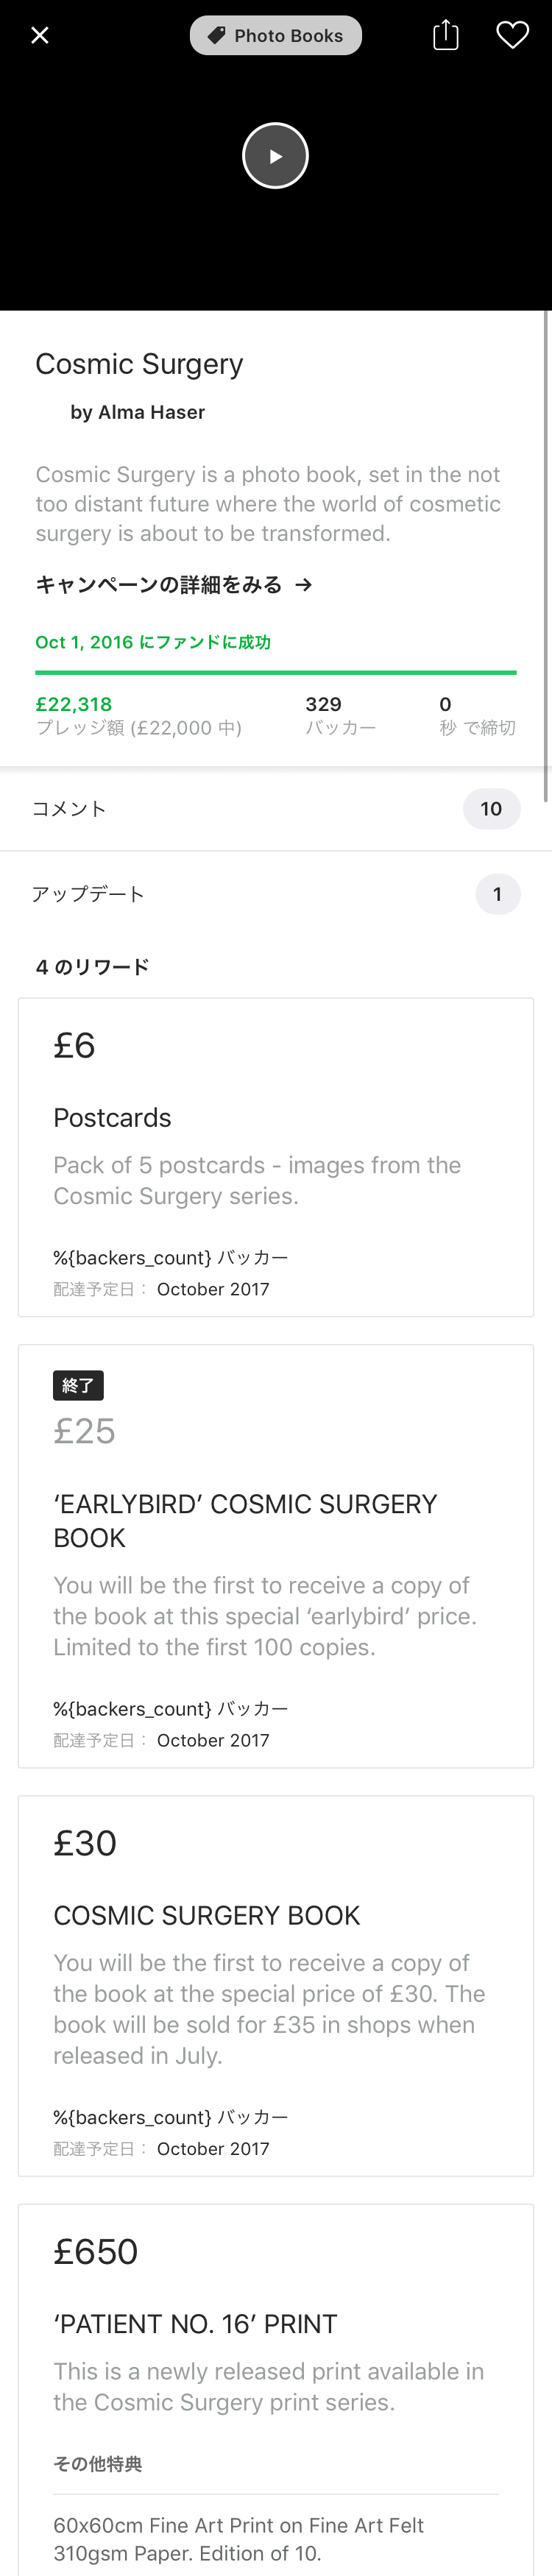 Photo Books
Cosmic Surgery
by Alma Haser
Cosmic Surgery is a photo book, set in the not
too distant future where the world of cosmetic
surgery is about to be transformed.
キャンペーンの詳細をみる →
Oct 1, 2016 にファンドに成功
£22,318
プレッジ額 (£22,000 中)
329
バッカー
0
秒 で締切
コメント
10
アップデート
1
4 のリワード
£6
Postcards
Pack of 5 postcards - images from the
Cosmic Surgery series.
%{backers_count} バッカー
配達予定日： October 2017
終了
£25
‘EARLYBIRD’ COSMIC SURGERY
BOOK
You will be the first to receive a copy of
the book at this special ‘earlybird’ price.
Limited to the first 100 copies.
%{backers_count} バッカー
配達予定日： October 2017
£30
COSMIC SURGERY BOOK
You will be the first to receive a copy of
the book at the special price of £30. The
book will be sold for £35 in shops when
released in July.
%{backers_count} バッカー
配達予定日： October 2017
£650
‘PATIENT NO. 16’ PRINT
This is a newly released print available in
the Cosmic Surgery print series.
その他特典
60x60cm Fine Art Print on Fine Art Felt
310gsm Paper. Edition of 10.